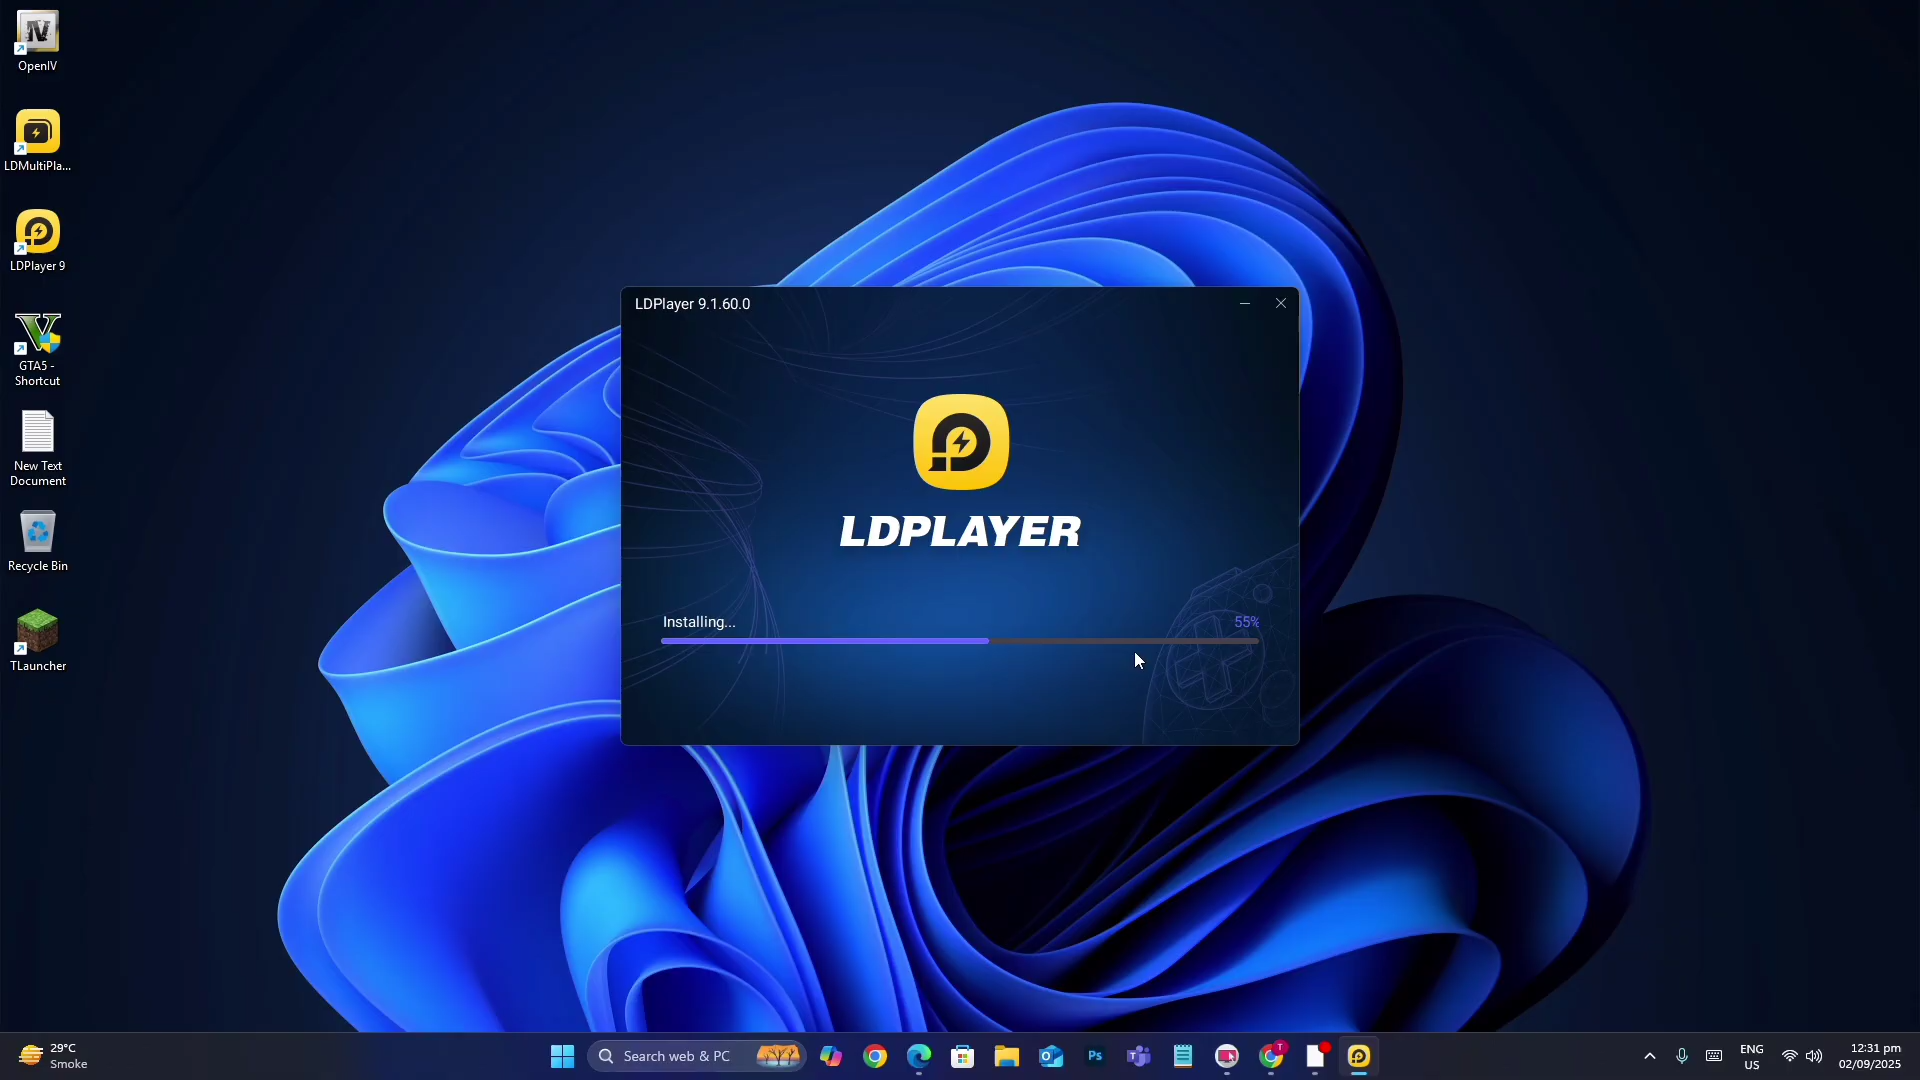 OpenIV
LDMultiPla...
LDPlayer 9
GTA5 -
Shortcut
New Text
Document
Recycle Bin
TLauncher
LDPlayer 9.1.60.0
LDPLAYER
Installing...
55%
29°C
Smoke
Search web & PC
Ps
T
ENG
US
12:31 pm
02/09/2025